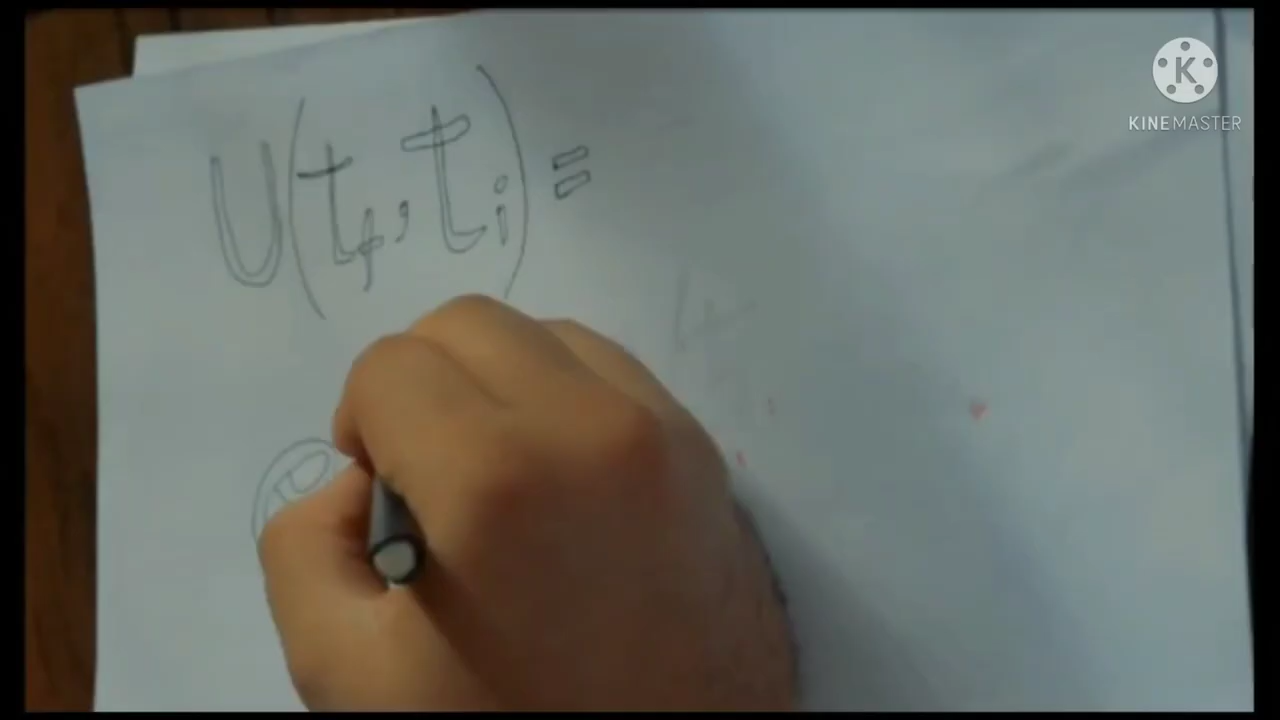 U(t_f, t_i) =
K
KINEMASTER